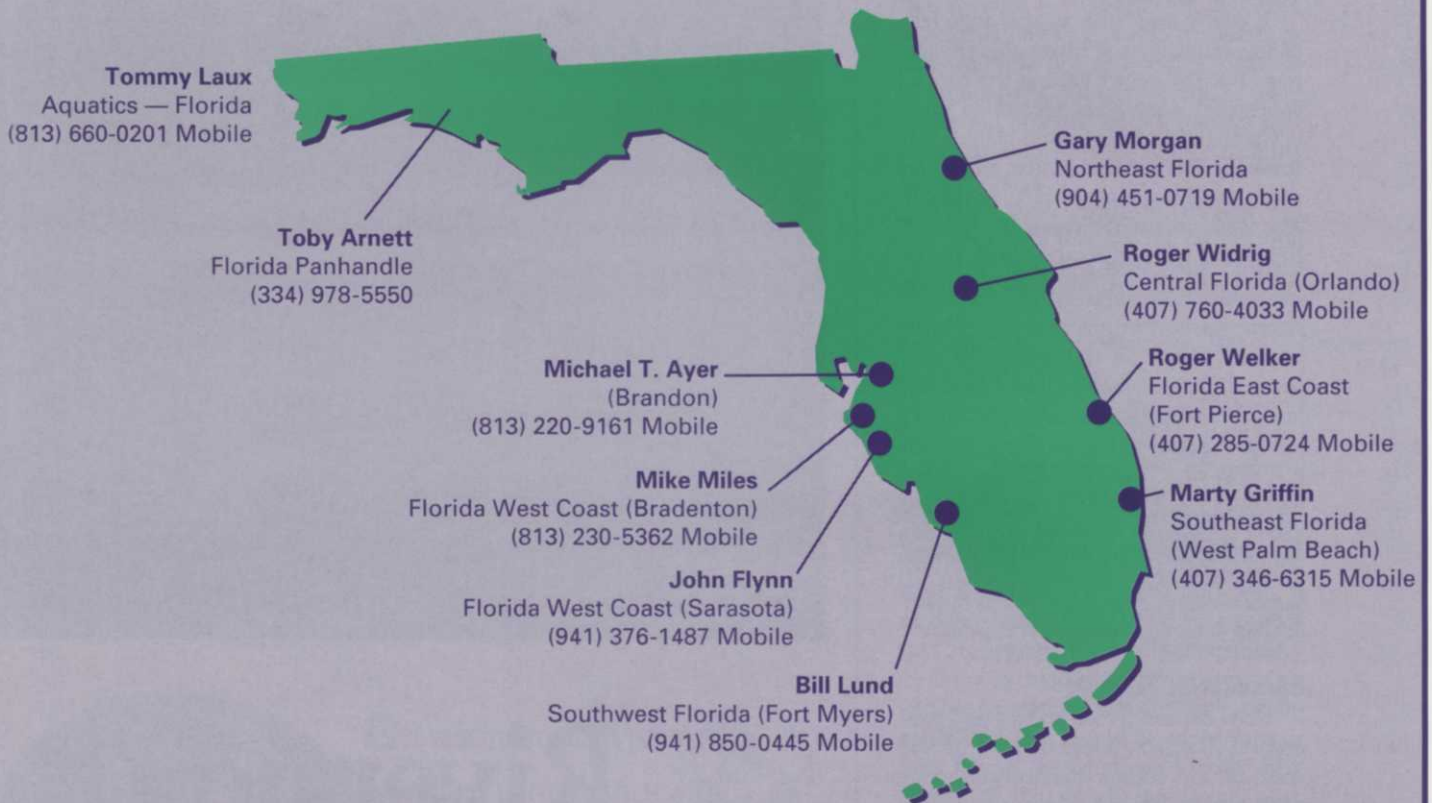 Tommy Laux
Aquatics — Florida
(813) 660-0201 Mobile
Toby Arnett
Florida Panhandle
(334) 978-5550
Gary Morgan
Northeast Florida
(904) 451-0719 Mobile
Roger Widrig
Central Florida (Orlando)
(407) 760-4033 Mobile
Michael T. Ayer
(Brandon)
(813) 220-9161 Mobile
Roger Welker
Florida East Coast
(Fort Pierce)
(407) 285-0724 Mobile
Mike Miles
Florida West Coast (Bradenton)
(813) 230-5362 Mobile
Marty Griffin
Southeast Florida
(West Palm Beach)
(407) 346-6315 Mobile
John Flynn
Florida West Coast (Sarasota)
(941) 376-1487 Mobile
Bill Lund
Southwest Florida (Fort Myers)
(941) 850-0445 Mobile